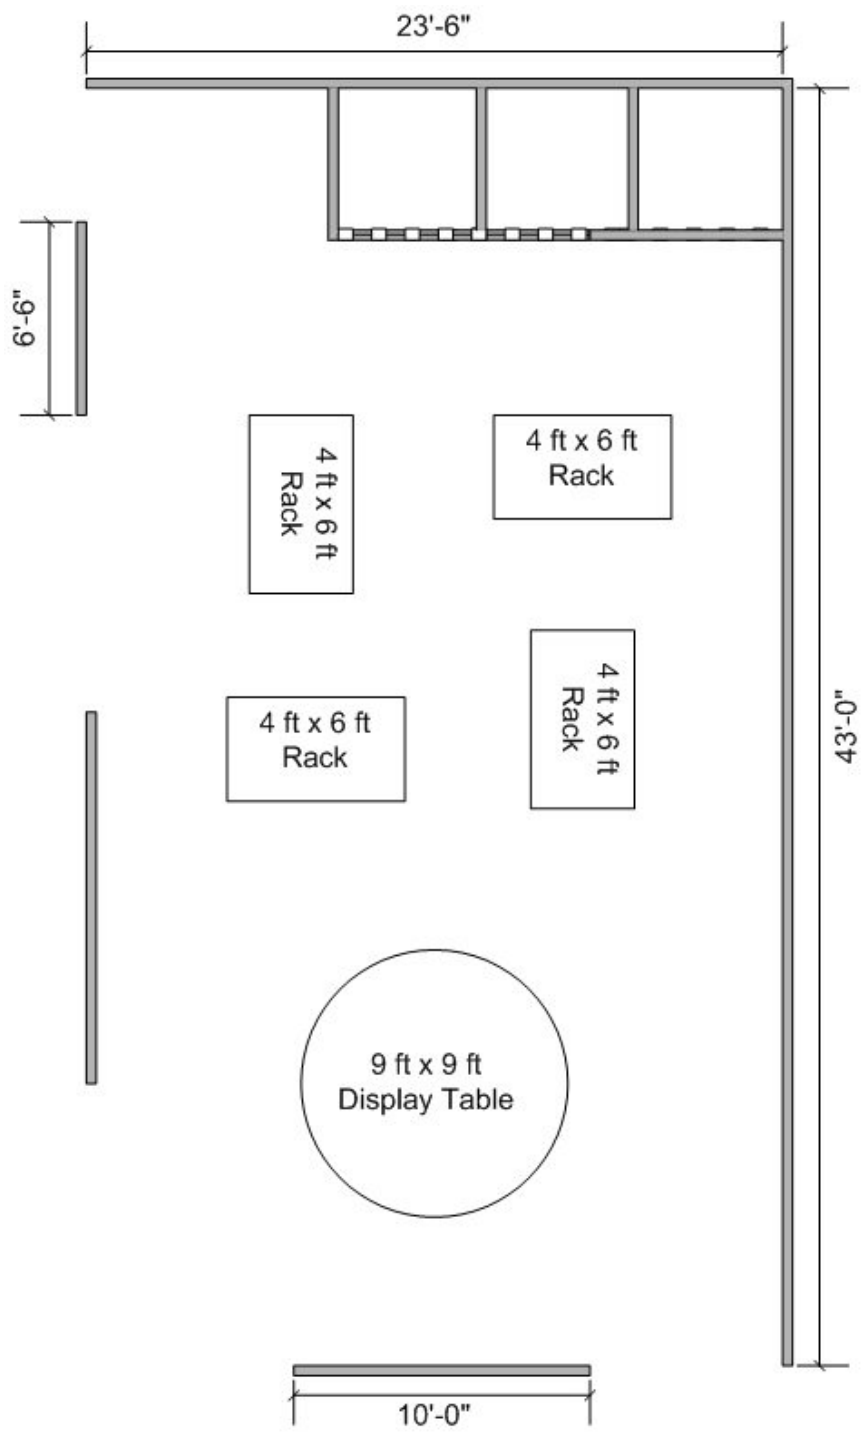 23'-6"
6'-6"
4 ft x 6 ft
Rack
4 ft x 6 ft
Rack
4 ft x 6 ft
Rack
4 ft x 6 ft
Rack
43'-0"
9 ft x 9 ft
Display Table
10'-0"